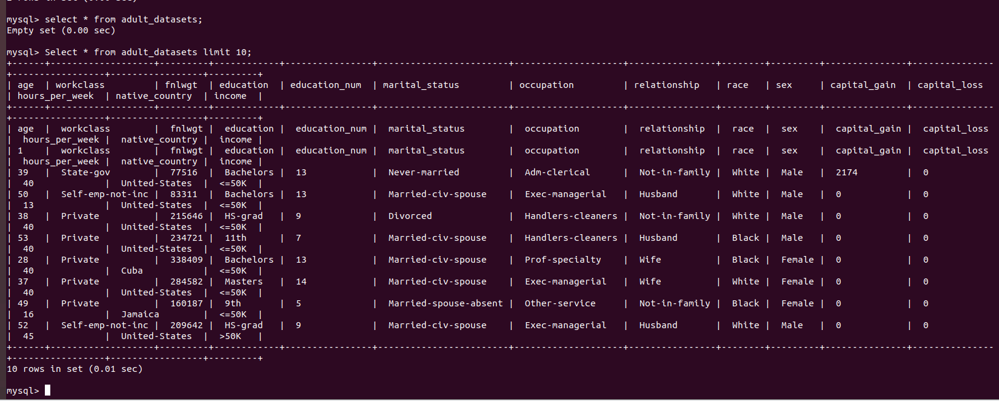 mysql> select * from adult_datasets;
Empty set (0.00 sec)
mysql> Select * from adult_datasets limit 10;
+------+-------------------+---------+------------+----------------+------------------------+--------------------+----------------+--------+---------+---------------+---------------
+-----------------+-----------------+---------+
| age  | workclass         | fnlwgt  | education  | education_num  | marital_status         | occupation         | relationship   | race   | sex     | capital_gain  | capital_loss
| hours_per_week  | native_country  | income  |
+------+-------------------+---------+------------+----------------+------------------------+--------------------+----------------+--------+---------+---------------+---------------
+-----------------+-----------------+---------+
| age  |  workclass        |  fnlwgt |  education |  education_num |  marital_status        |  occupation        |  relationship  |  race  |  sex    |  capital_gain |  capital_loss
|  hours_per_week |  native_country |  income |
| 1    |  workclass        |  fnlwgt |  education |  education_num |  marital_status        |  occupation        |  relationship  |  race  |  sex    |  capital_gain |  capital_loss
|  hours_per_week |  native_country |  income |
| 39   |  State-gov        |  77516  |  Bachelors |  13            |  Never-married         |  Adm-clerical      |  Not-in-family |  White |  Male   |  2174         |  0
|  40             |  United-States  |  <=50K  |
| 50   |  Self-emp-not-inc |  83311  |  Bachelors |  13            |  Married-civ-spouse    |  Exec-managerial   |  Husband       |  White |  Male   |  0            |  0
|  13             |  United-States  |  <=50K  |
| 38   |  Private          |  215646 |  HS-grad   |  9             |  Divorced              |  Handlers-cleaners |  Not-in-family |  White |  Male   |  0            |  0
|  40             |  United-States  |  <=50K  |
| 53   |  Private          |  234721 |  11th      |  7             |  Married-civ-spouse    |  Handlers-cleaners |  Husband       |  Black |  Male   |  0            |  0
|  40             |  United-States  |  <=50K  |
| 28   |  Private          |  338409 |  Bachelors |  13            |  Married-civ-spouse    |  Prof-specialty    |  Wife          |  Black |  Female |  0            |  0
|  40             |  Cuba           |  <=50K  |
| 37   |  Private          |  284582 |  Masters   |  14            |  Married-civ-spouse    |  Exec-managerial   |  Wife          |  White |  Female |  0            |  0
|  40             |  United-States  |  <=50K  |
| 49   |  Private          |  160187 |  9th       |  5             |  Married-spouse-absent |  Other-service     |  Not-in-family |  Black |  Female |  0            |  0
|  16             |  Jamaica        |  <=50K  |
| 52   |  Self-emp-not-inc |  209642 |  HS-grad   |  9             |  Married-civ-spouse    |  Exec-managerial   |  Husband       |  White |  Male   |  0            |  0
|  45             |  United-States  |  >50K   |
+------+-------------------+---------+------------+----------------+------------------------+--------------------+----------------+--------+---------+---------------+---------------
+-----------------+-----------------+---------+
10 rows in set (0.01 sec)
mysql>